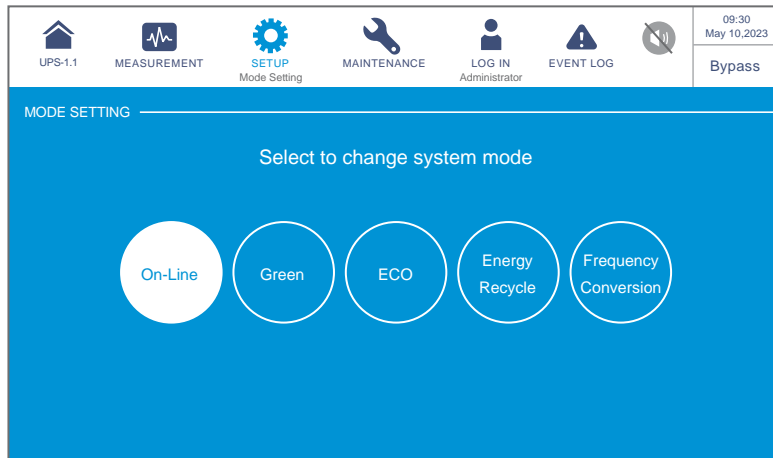 UPS-1.1
MEASUREMENT
SETUP
Mode Setting
MAINTENANCE
LOG IN
Administrator
EVENT LOG
09:30
May 10,2023
Bypass
MODE SETTING
Select to change system mode
On-Line
Green
ECO
Energy
Recycle
Frequency
Conversion